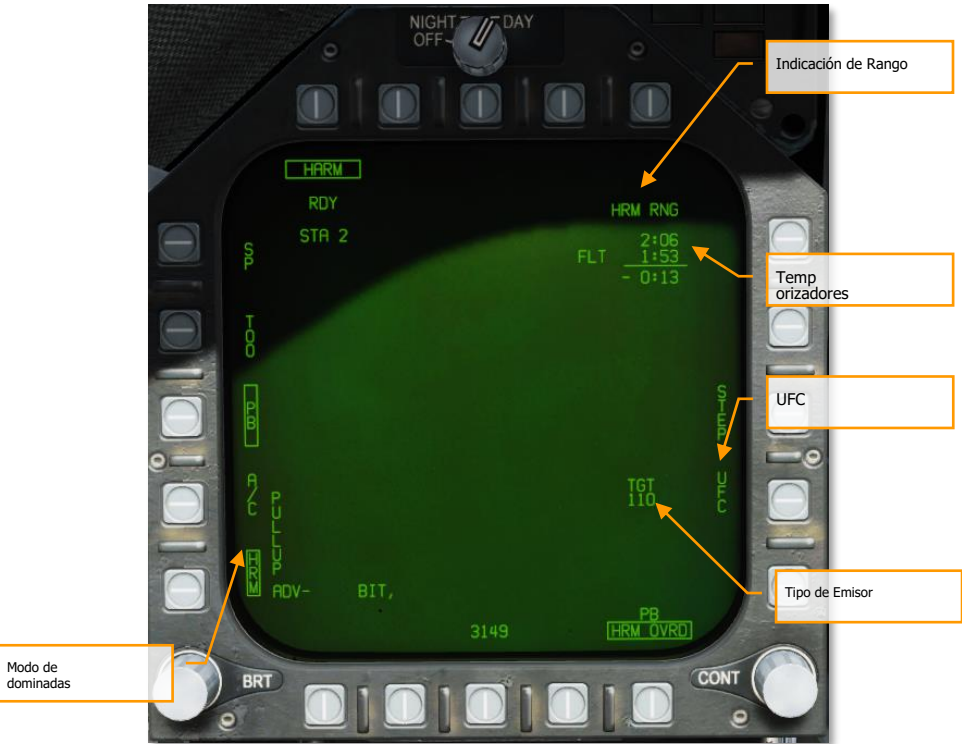 NIGHT DAY
OFF
Indicación de Rango
HARM
RDY
HRM RNG
STA 2
2:06
FLT 1:53
- 0:13
Temp
orizadores
SP
TOO
PB
STEP
UFC
A/C
PULLUP
TGT
110
UFC
HRM
ADV- BIT,
Tipo de Emisor
PB
3149
HRM OVRD
Modo de
dominadas
BRT
CONT